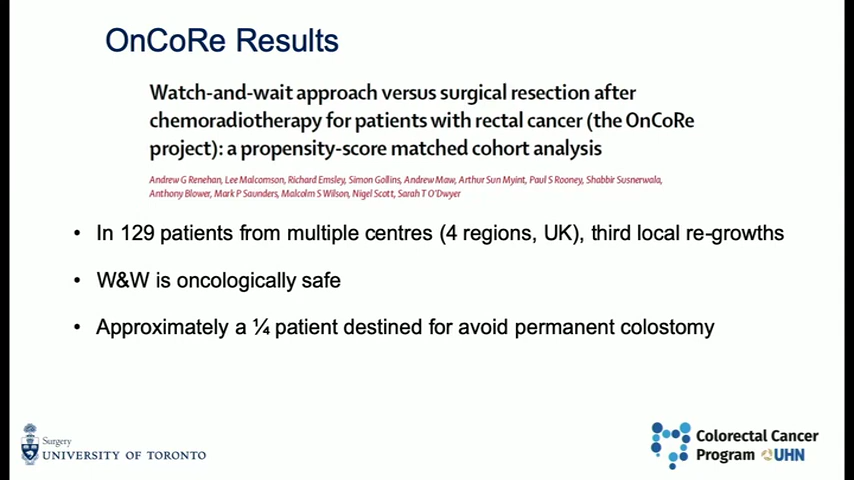 OnCoRe Results
Watch-and-wait approach versus surgical resection after
chemoradiotherapy for patients with rectal cancer (the OnCoRe
project): a propensity-score matched cohort analysis
Andrew G Renehan, Lee Malcomson, Richard Emsley, Simon Gollins, Andrew Maw, Arthur Sun Myint, Paul S Rooney, Shabbir Susnerwala,
Anthony Blower, Mark P Saunders, Malcolm S Wilson, Nigel Scott, Sarah T O'Dwyer
• In 129 patients from multiple centres (4 regions, UK), third local re-growths
• W&W is oncologically safe
• Approximately a ¼ patient destined for avoid permanent colostomy
Surgery
UNIVERSITY OF TORONTO
Colorectal Cancer
Program UHN